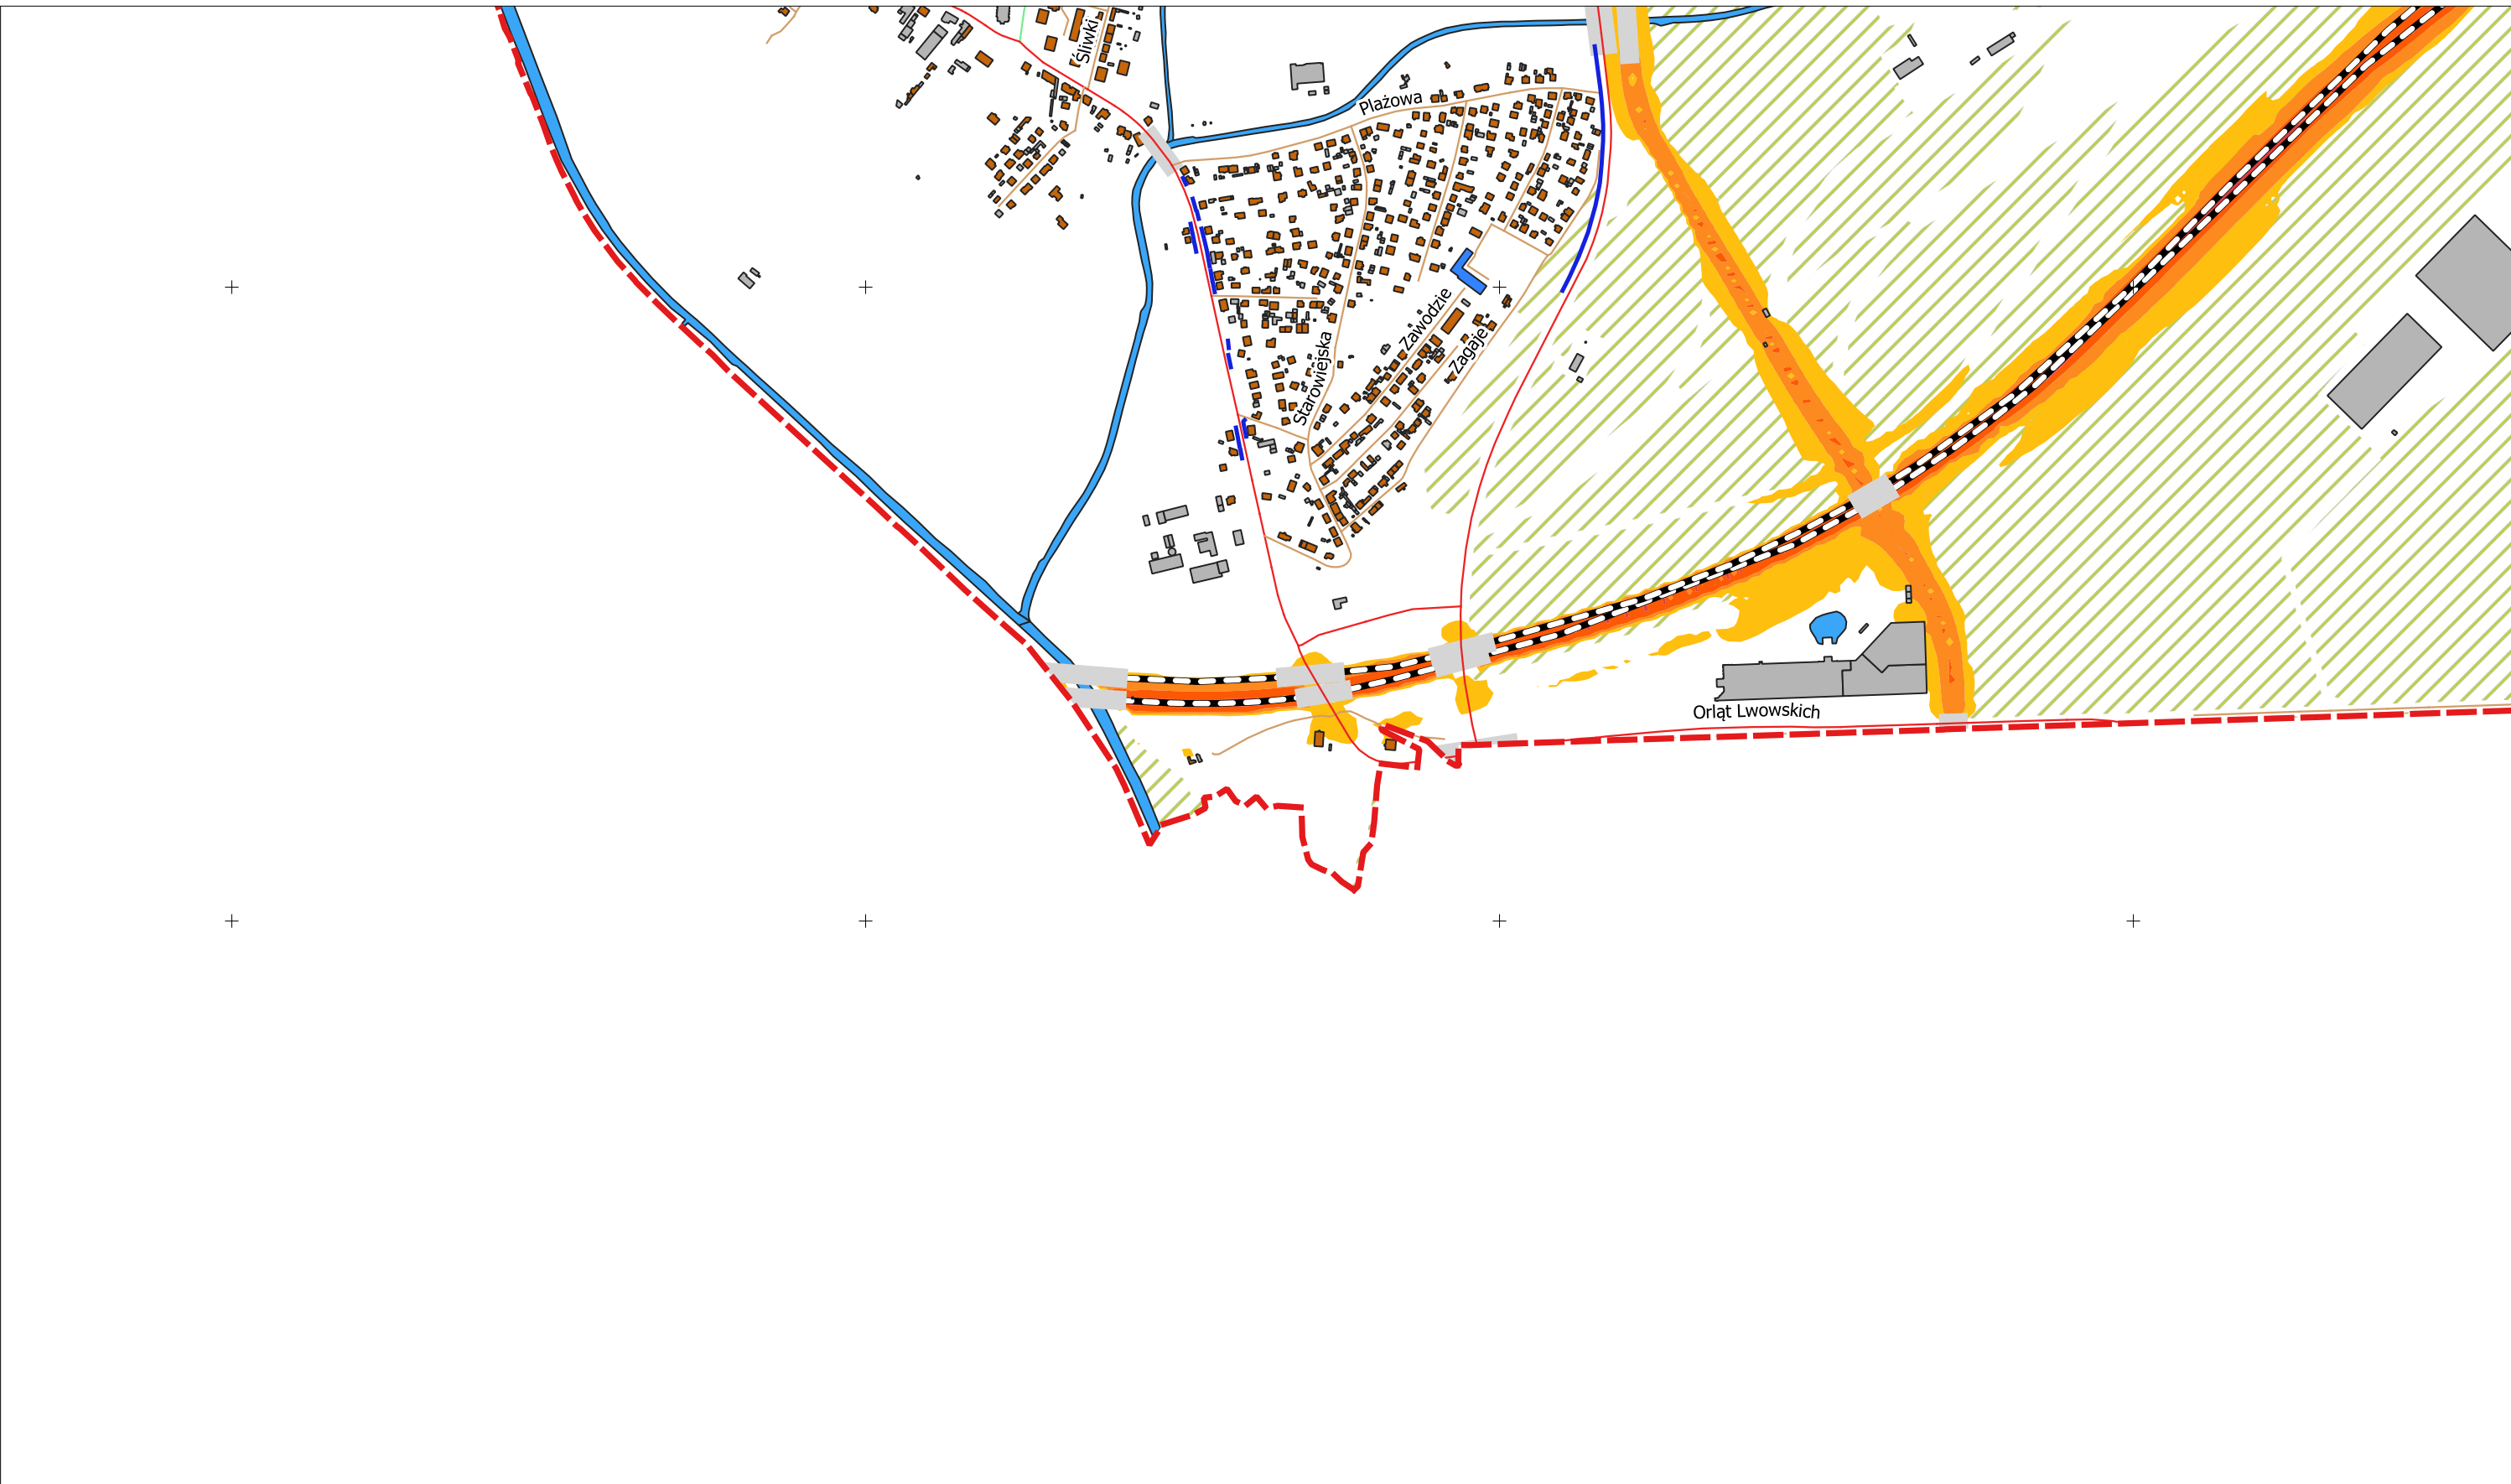 Śliwki
Plażowa
Zawodzie
Starowiejska
Zagaje
Orląt Lwowskich